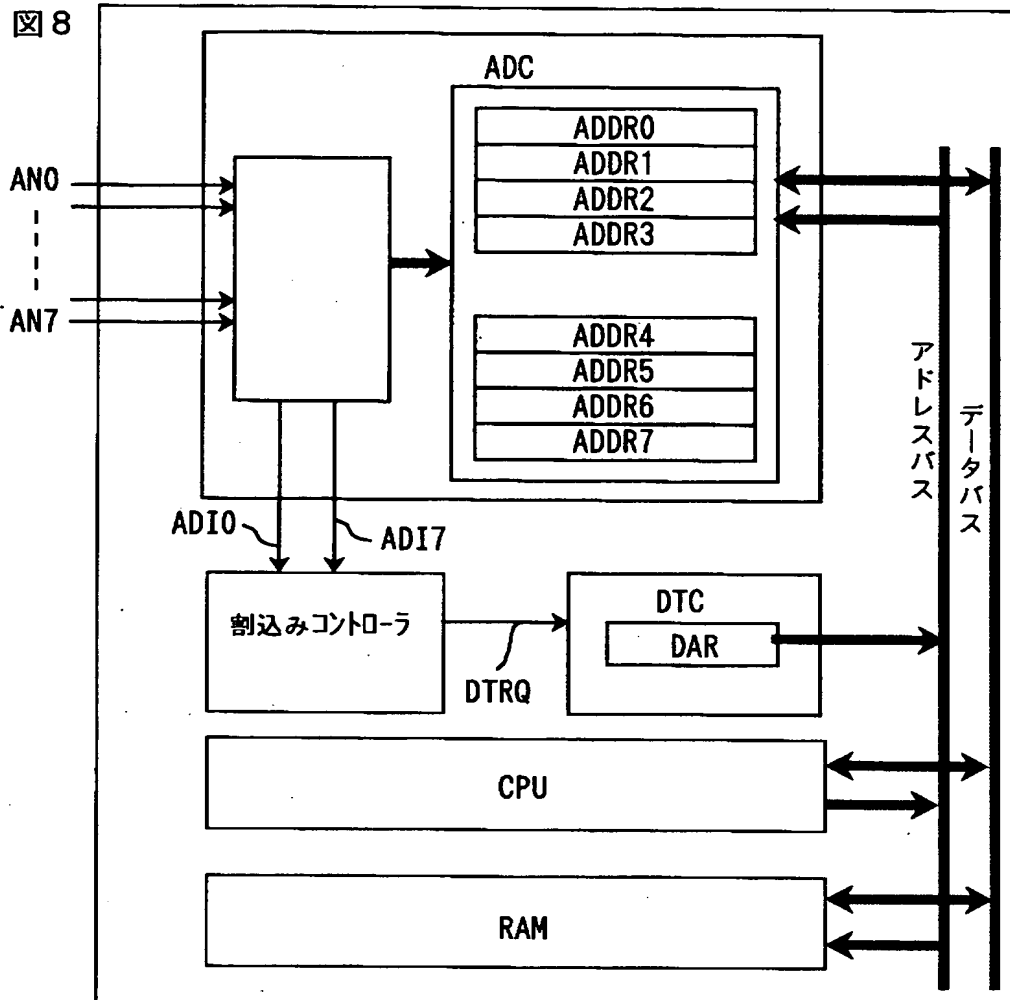 図8
ADC
ADDR0
ADDR1
ADDR2
ADDR3
AN0
AN7
ADDR4
ADDR5
ADDR6
ADDR7
アドレスバス
データバス
ADI0
ADI7
割込みコントローラ
DTRQ
DTC
DAR
CPU
RAM